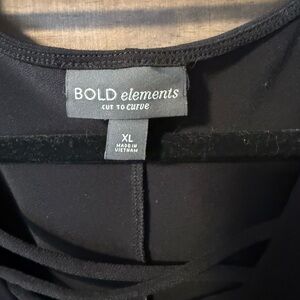 BOLD elements
CUT TO CURVE
XL
MADE IN
VIETNAM